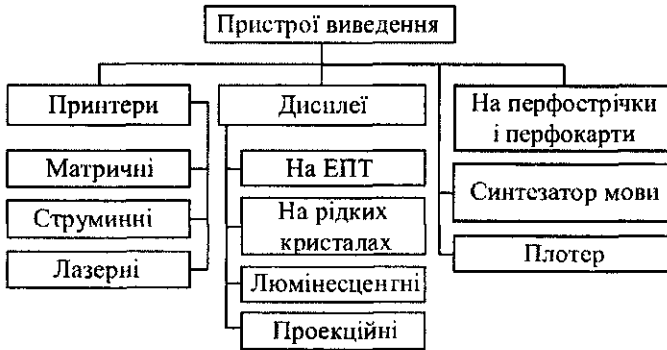 Пристрої виведення
Принтери
Матричні
Струминні
Лазерні
Дисплеї
На ЕПТ
На рідких
кристалах
Люмінесцентні
Проекційні
На перфострічки
і перфокарти
Синтезатор мови
Плотер